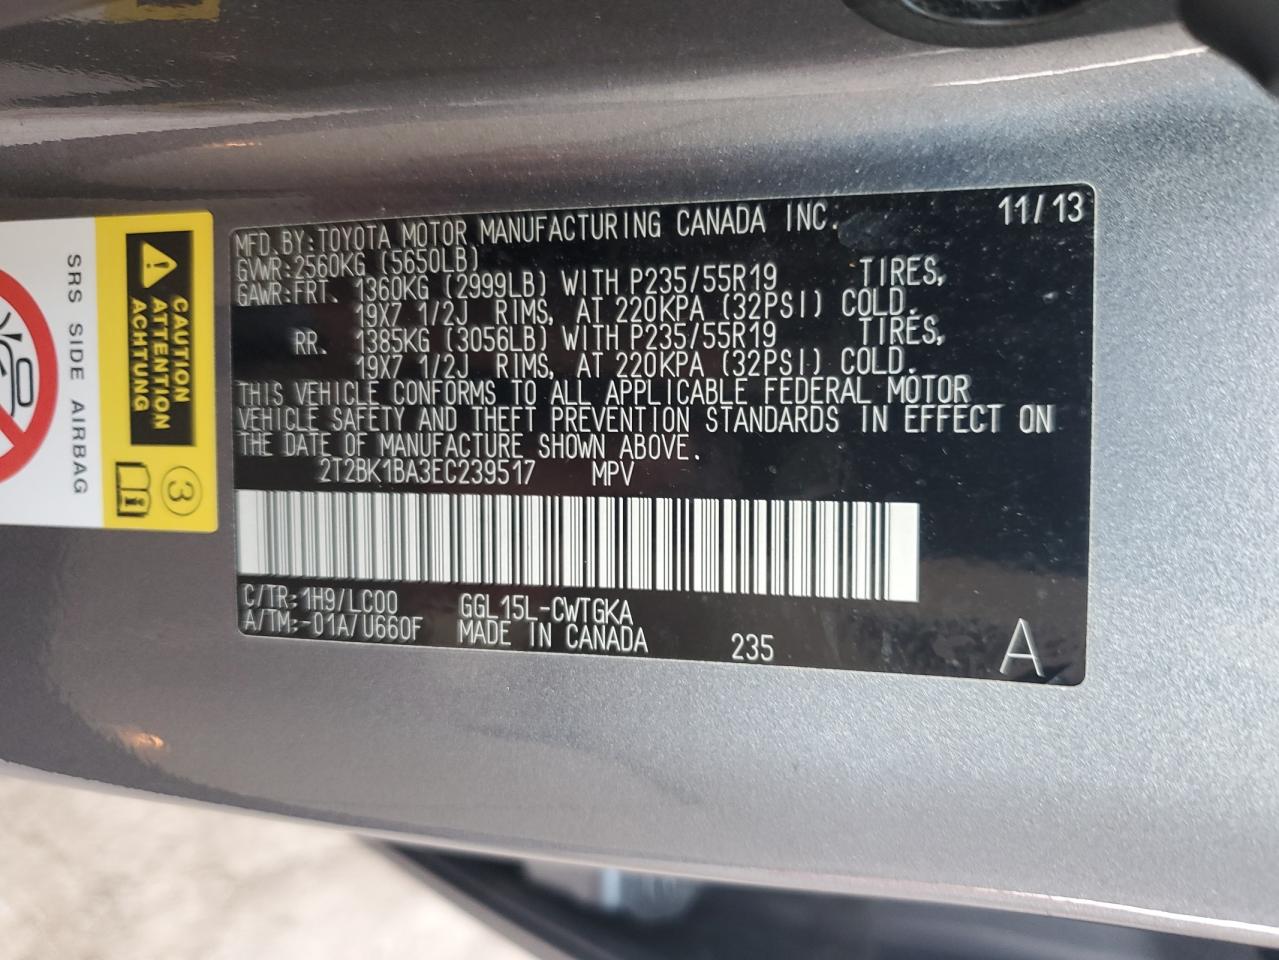 MFD.BY:TOYOTA MOTOR MANUFACTURING CANADA INC. 11/13
GVWR:2560KG (5650LB)
GAWR:FRT. 1360KG (2999LB) WITH P235/55R19 TIRES,
19X7 1/2J RIMS, AT 220KPA (32PSI) COLD.
RR. 1385KG (3056LB) WITH P235/55R19 TIRES,
19X7 1/2J RIMS, AT 220KPA (32PSI) COLD.
THIS VEHICLE CONFORMS TO ALL APPLICABLE FEDERAL MOTOR
VEHICLE SAFETY AND THEFT PREVENTION STANDARDS IN EFFECT ON
THE DATE OF MANUFACTURE SHOWN ABOVE.
2T2BK1BA3EC239517 MPV
C/TR:1H9/LC00 GGL15L-CWTGKA
A/TM:-01A/U660F MADE IN CANADA 235 A
CAUTION
ATTENTION
ACHTUNG
3
SRS SIDE AIRBAG